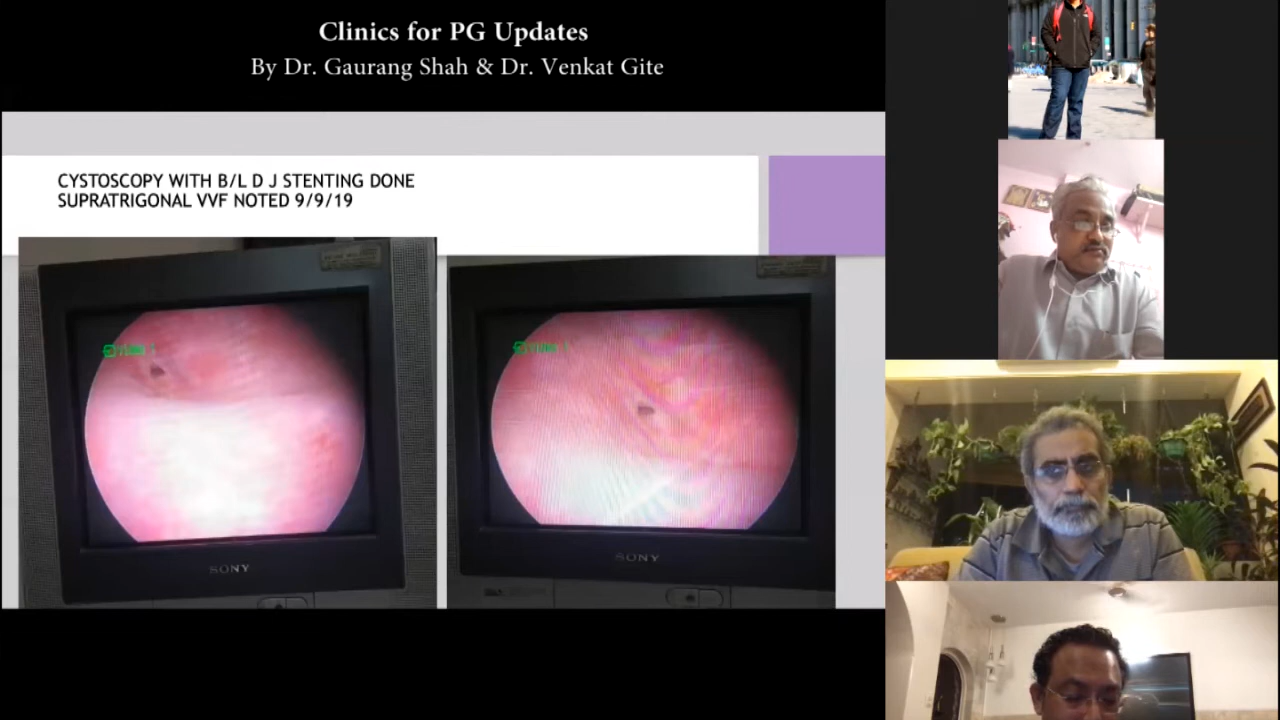 Clinics for PG Updates
By Dr. Gaurang Shah & Dr. Venkat Gite
CYSTOSCOPY WITH B/L D J STENTING DONE
SUPRATRIGONAL VVF NOTED 9/9/19
SONY
SONY